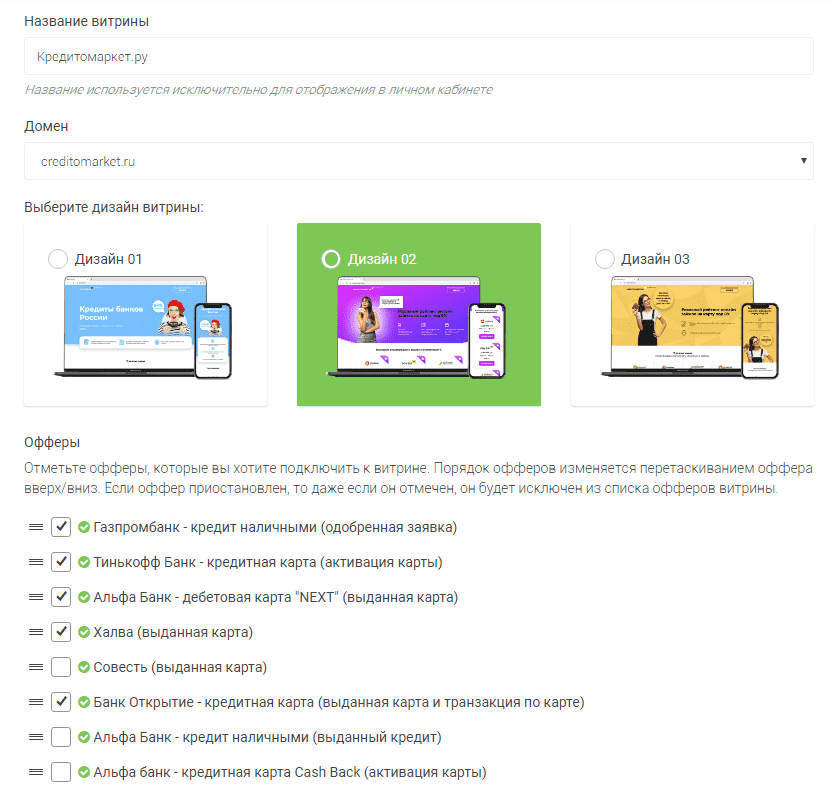 Название витрины
Кредитомаркет.ру
Название используется исключительно для отображения в личном кабинете
Домен
creditomarket.ru
Выберите дизайн витрины:
Дизайн 01
Дизайн 02
Дизайн 03
Кредиты банков
России
Офферы
Отметьте офферы, которые вы хотите подключить к витрине. Порядок офферов изменяется перетаскиванием оффера
вверх/вниз. Если оффер приостановлен, то даже если он отмечен, он будет исключен из списка офферов витрины.
Газпромбанк - кредит наличными (одобренная заявка)
Тинькофф Банк - кредитная карта (активация карты)
Альфа Банк - дебетовая карта "NEXT" (выданная карта)
Халва (выданная карта)
Совесть (выданная карта)
Банк Открытие - кредитная карта (выданная карта и транзакция по карте)
Альфа Банк - кредит наличными (выданный кредит)
Альфа банк - кредитная карта Cash Back (активация карты)